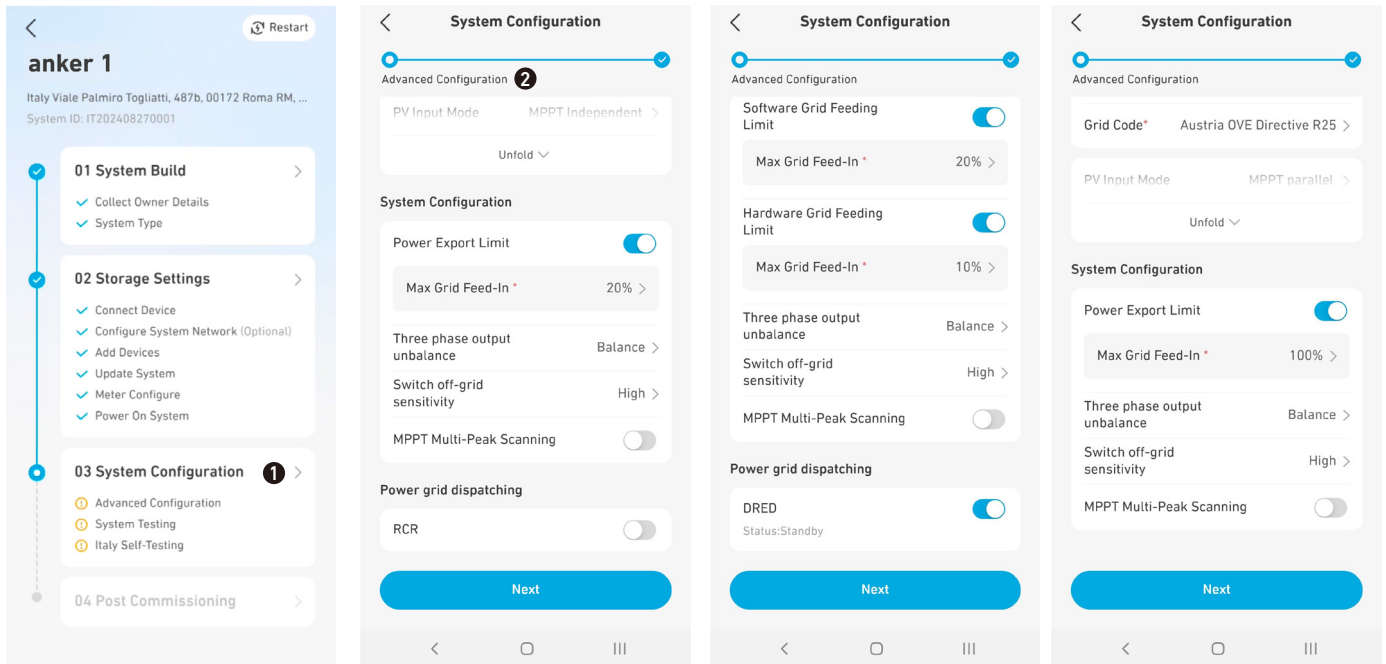 Restart
anker 1
Italy Viale Palmiro Togliatti, 487b, 00172 Roma RM, ...
System ID: IT202408270001
01 System Build
Collect Owner Details
System Type
02 Storage Settings
Connect Device
Configure System Network (Optional)
Add Devices
Update System
Meter Configure
Power On System
03 System Configuration 1
Advanced Configuration
System Testing
Italy Self-Testing
04 Post Commissioning
System Configuration
Advanced Configuration 2
PV Input Mode MPPT Independent
Unfold
System Configuration
Power Export Limit
Max Grid Feed-In * 20%
Three phase output
unbalance
Balance
Switch off-grid
sensitivity
High
MPPT Multi-Peak Scanning
Power grid dispatching
RCR
Next
System Configuration
Advanced Configuration
Software Grid Feeding
Limit
Max Grid Feed-In * 20%
Hardware Grid Feeding
Limit
Max Grid Feed-In * 10%
Three phase output
unbalance
Balance
Switch off-grid
sensitivity
High
MPPT Multi-Peak Scanning
Power grid dispatching
DRED
Status:Standby
Next
System Configuration
Advanced Configuration
Grid Code* Austria OVE Directive R25
PV Input Mode MPPT parallel
Unfold
System Configuration
Power Export Limit
Max Grid Feed-In * 100%
Three phase output
unbalance
Balance
Switch off-grid
sensitivity
High
MPPT Multi-Peak Scanning
Next